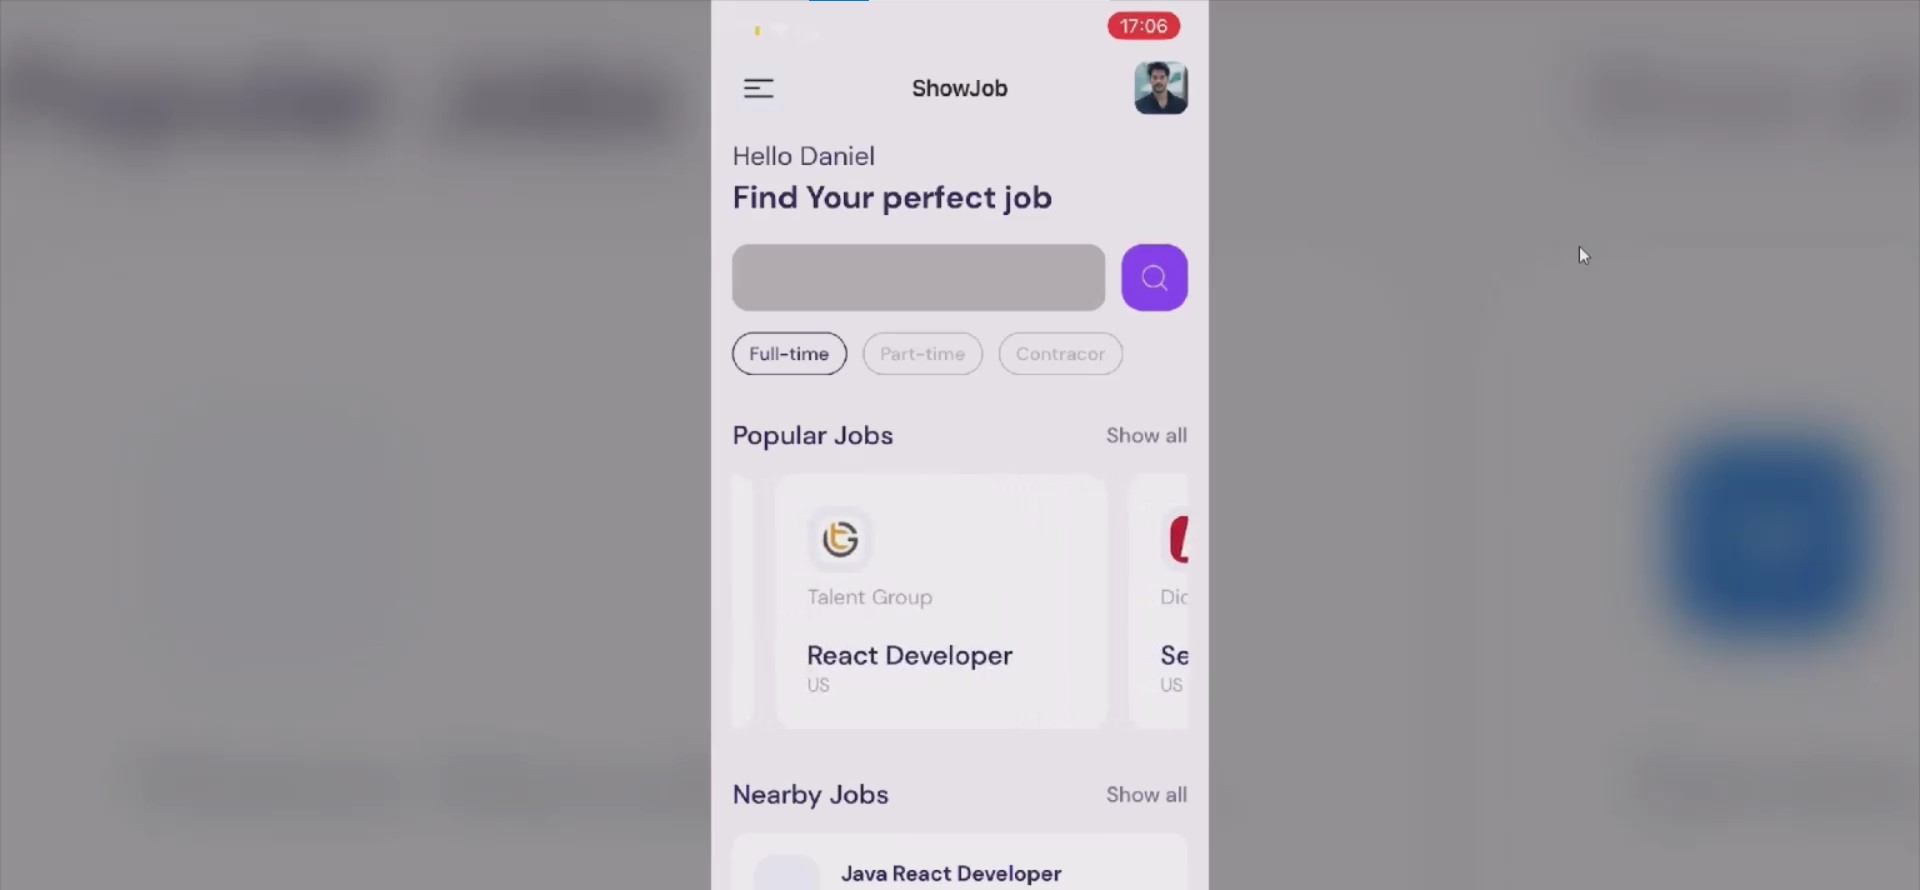 17:06
ShowJob
Hello Daniel
Find Your perfect job
Full-time Part-time Contracor
Popular Jobs Show all
Talent Group Dic
React Developer Se
US US
Nearby Jobs Show all
Java React Developer